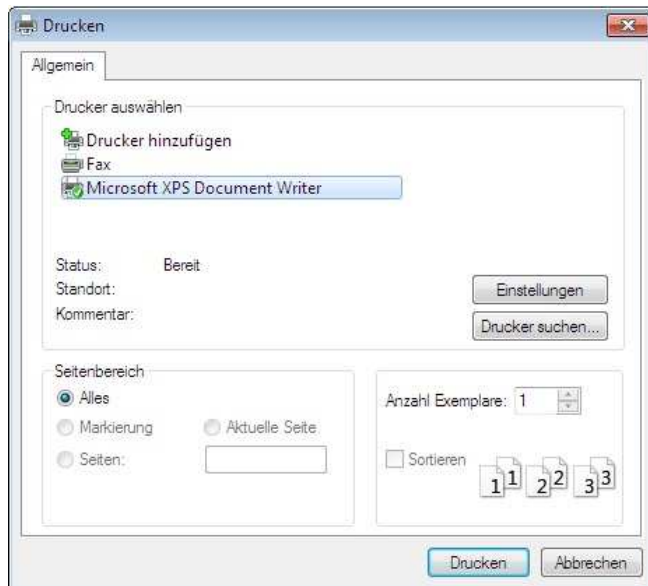 Drucken
Allgemein
Drucker auswählen
Drucker hinzufügen
Fax
Microsoft XPS Document Writer
Status: Bereit
Standort:
Kommentar:
Einstellungen
Drucker suchen...
Seitenbereich
Alles
Markierung Aktuelle Seite
Seiten:
Anzahl Exemplare: 1
Sortieren
1 1 2 2 3 3
Drucken Abbrechen